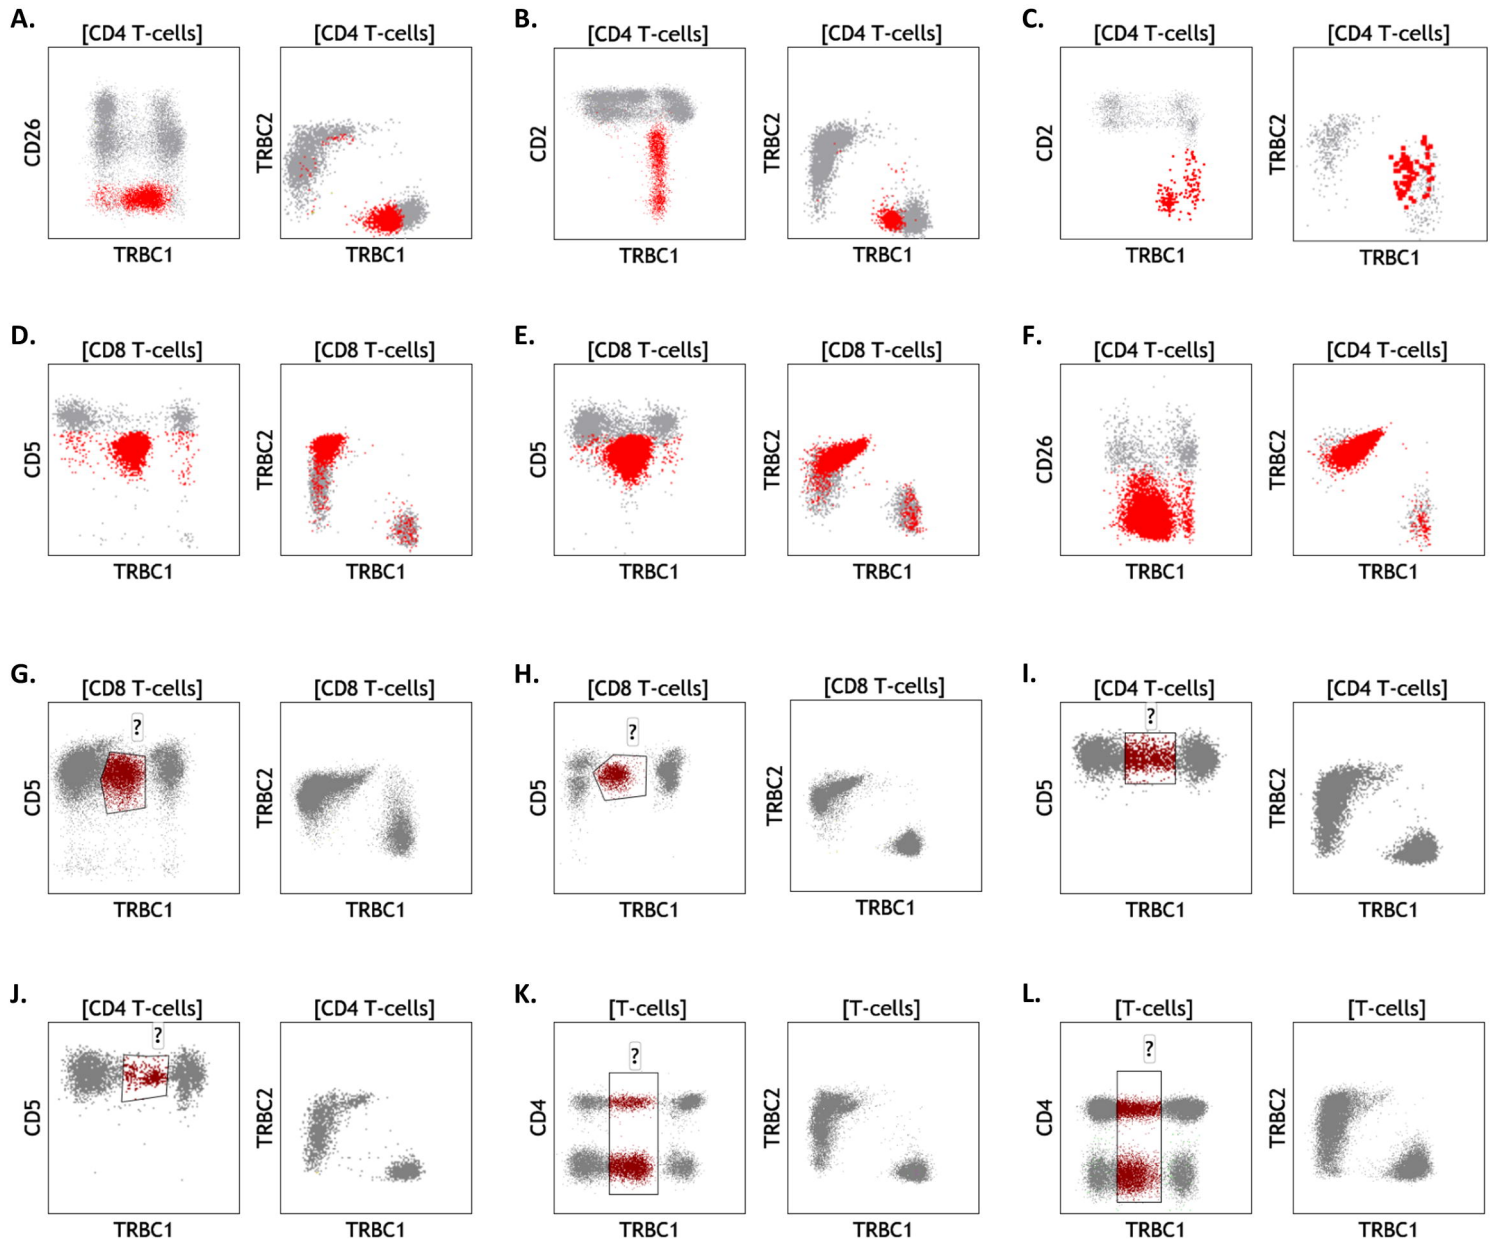 A.
[CD4 T-cells]
[CD4 T-cells]
CD26
TRBC2
TRBC1
TRBC1
B.
[CD4 T-cells]
[CD4 T-cells]
CD2
TRBC2
TRBC1
TRBC1
C.
[CD4 T-cells]
[CD4 T-cells]
CD2
TRBC2
TRBC1
TRBC1
D.
[CD8 T-cells]
[CD8 T-cells]
CD5
TRBC2
TRBC1
TRBC1
E.
[CD8 T-cells]
[CD8 T-cells]
CD5
TRBC2
TRBC1
TRBC1
F.
[CD4 T-cells]
[CD4 T-cells]
CD26
TRBC2
TRBC1
TRBC1
G.
[CD8 T-cells]
[CD8 T-cells]
?
CD5
TRBC2
TRBC1
TRBC1
H.
[CD8 T-cells]
[CD8 T-cells]
?
CD5
TRBC2
TRBC1
TRBC1
I.
[CD4 T-cells]
[CD4 T-cells]
?
CD5
TRBC2
TRBC1
TRBC1
J.
[CD4 T-cells]
[CD4 T-cells]
?
CD5
TRBC2
TRBC1
TRBC1
K.
[T-cells]
[T-cells]
?
CD4
TRBC2
TRBC1
TRBC1
L.
[T-cells]
[T-cells]
?
CD4
TRBC2
TRBC1
TRBC1